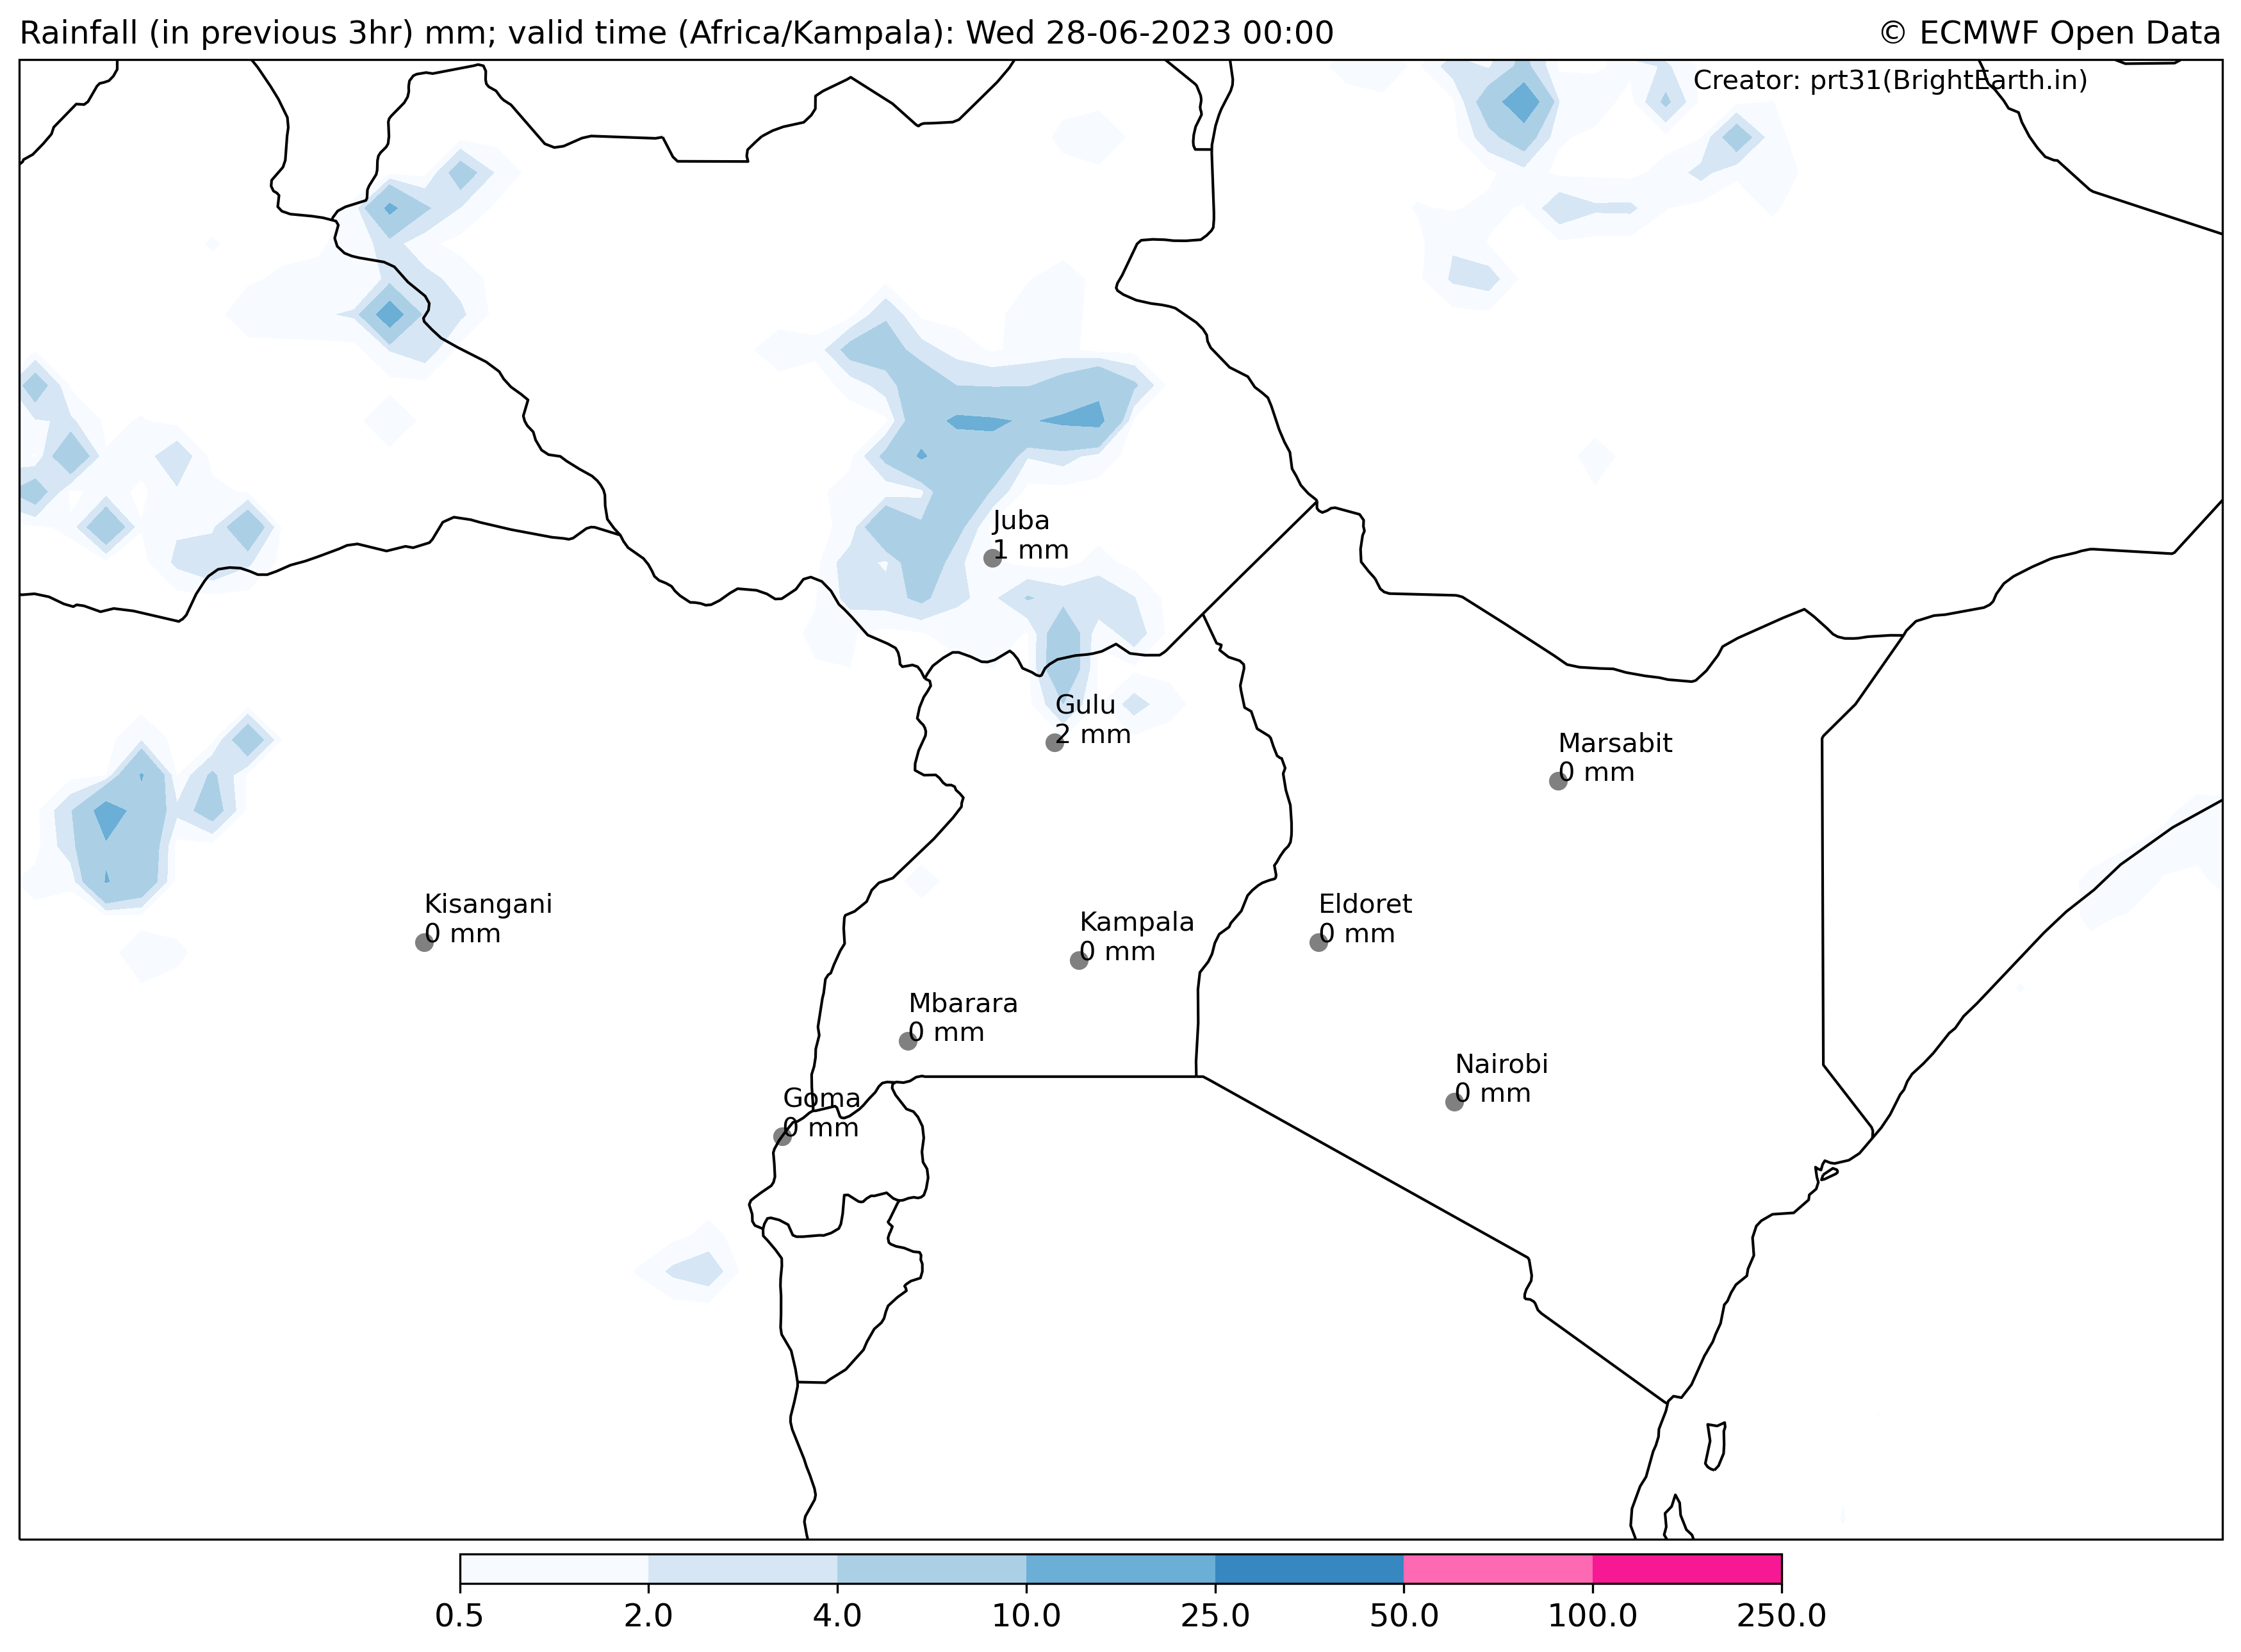 Rainfall (in previous 3hr) mm; valid time (Africa/Kampala): Wed 28-06-2023 00:00
© ECMWF Open Data
Creator: prt31(BrightEarth.in)
Juba
1 mm
Gulu
2 mm
Marsabit
0 mm
Kisangani
0 mm
Kampala
0 mm
Eldoret
0 mm
Mbarara
0 mm
Nairobi
0 mm
Goma
0 mm
0.5 2.0 4.0 10.0 25.0 50.0 100.0 250.0